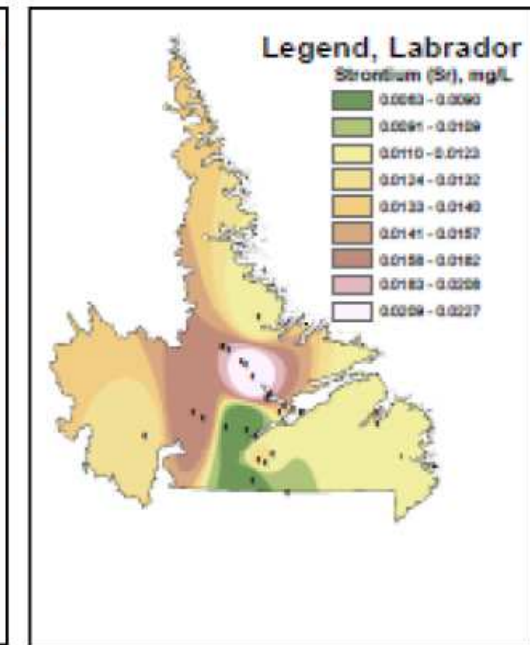 Legend, Labrador
Strontium (Sr), mg/L
0.0063 - 0.0090
0.0091 - 0.0109
0.0110 - 0.0123
0.0124 - 0.0132
0.0133 - 0.0140
0.0141 - 0.0157
0.0158 - 0.0182
0.0183 - 0.0208
0.0209 - 0.0227